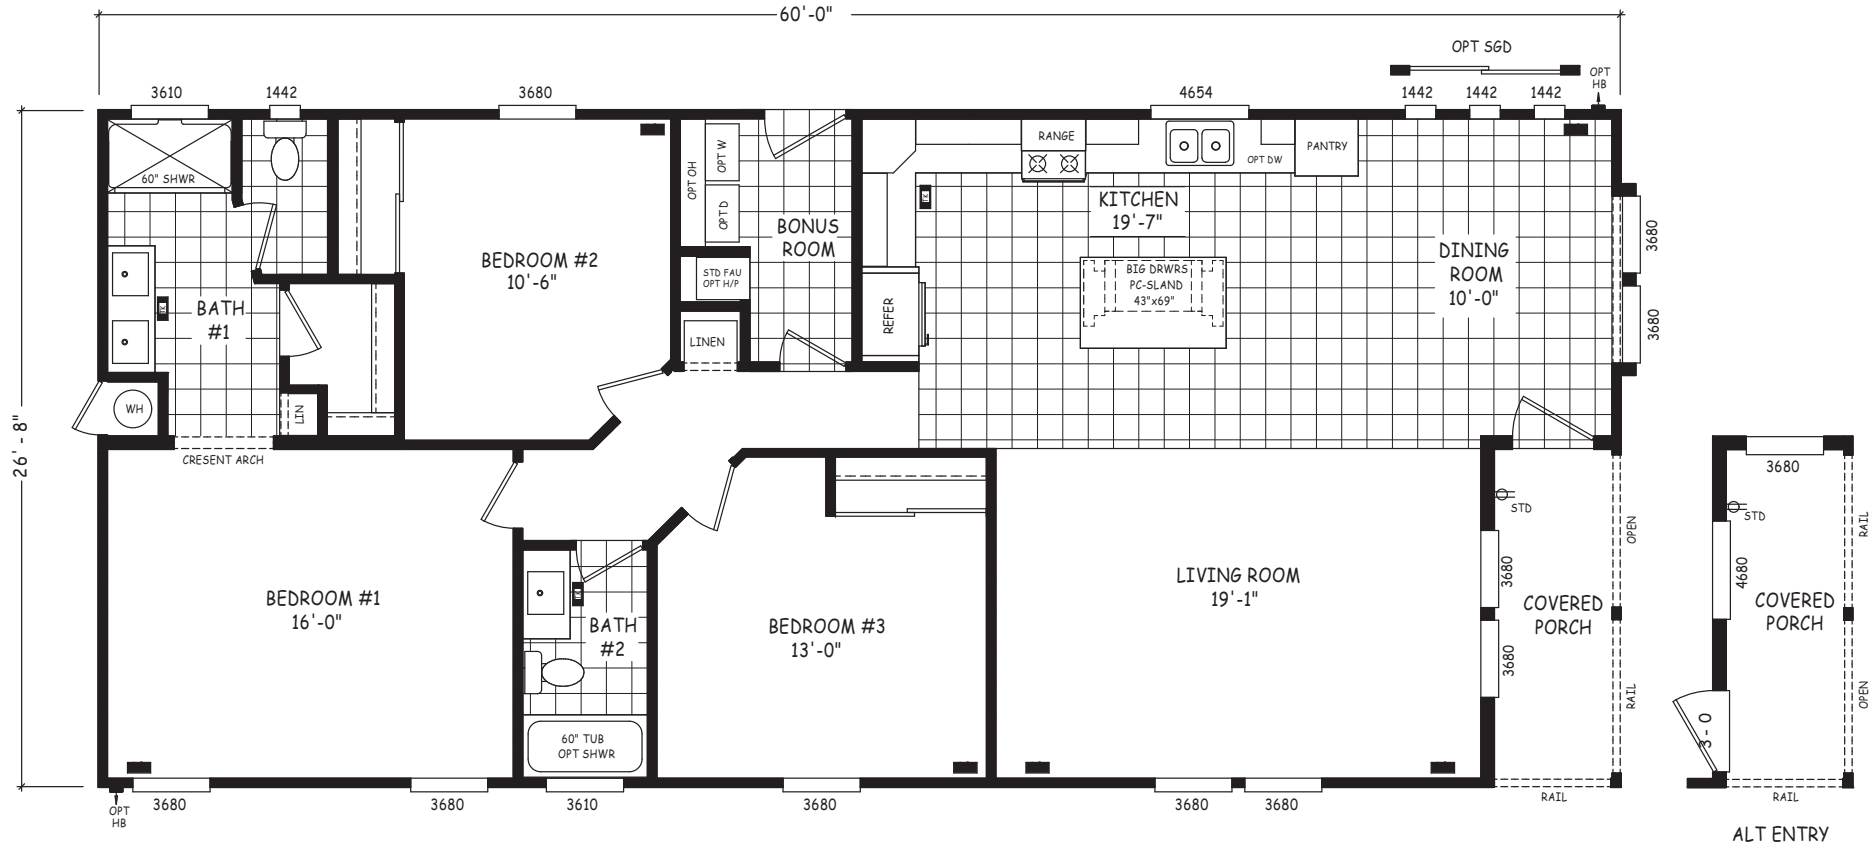 60'-0"
OPT SGD
OPT
HB
3610
1442
3680
4654
1442
1442
1442
26'-8"
60" SHWR
OPT OH
OPT W
OPT D
RANGE
OPT DW
PANTRY
BONUS
ROOM
KITCHEN
19'-7"
DINING
ROOM
10'-0"
3680
3680
BEDROOM #2
10'-6"
STD FAU
OPT H/P
BIG DRWRS
PC-SLAND
43"x69"
REFER
BATH
#1
LINEN
WH
LIN
CRESENT ARCH
BEDROOM #1
16'-0"
BATH
#2
60" TUB
OPT SHWR
BEDROOM #3
13'-0"
LIVING ROOM
19'-1"
STD
3680
3680
COVERED
PORCH
OPEN
RAIL
RAIL
3680
STD
4680
COVERED
PORCH
RAIL
OPEN
3-0
RAIL
ALT ENTRY
OPT
HB
3680
3680
3610
3680
3680
3680